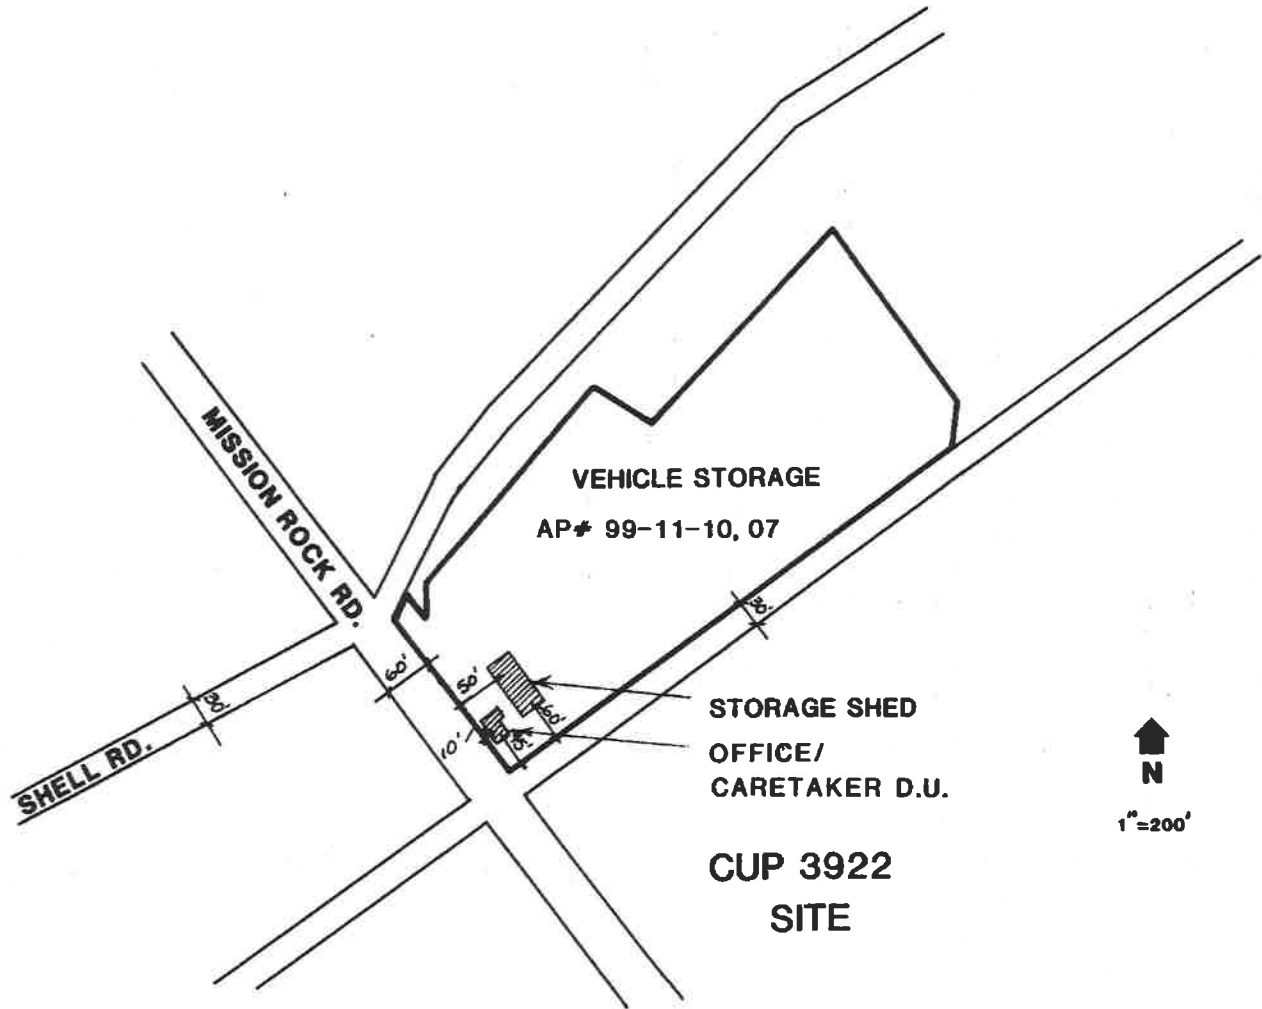 MISSION ROCK RD.
VEHICLE STORAGE
AP# 99-11-10, 07
30'
60'
50'
30'
60'
10'
STORAGE SHED
OFFICE/
CARETAKER D.U.
SHELL RD.
N
1"=200'
CUP 3922
SITE